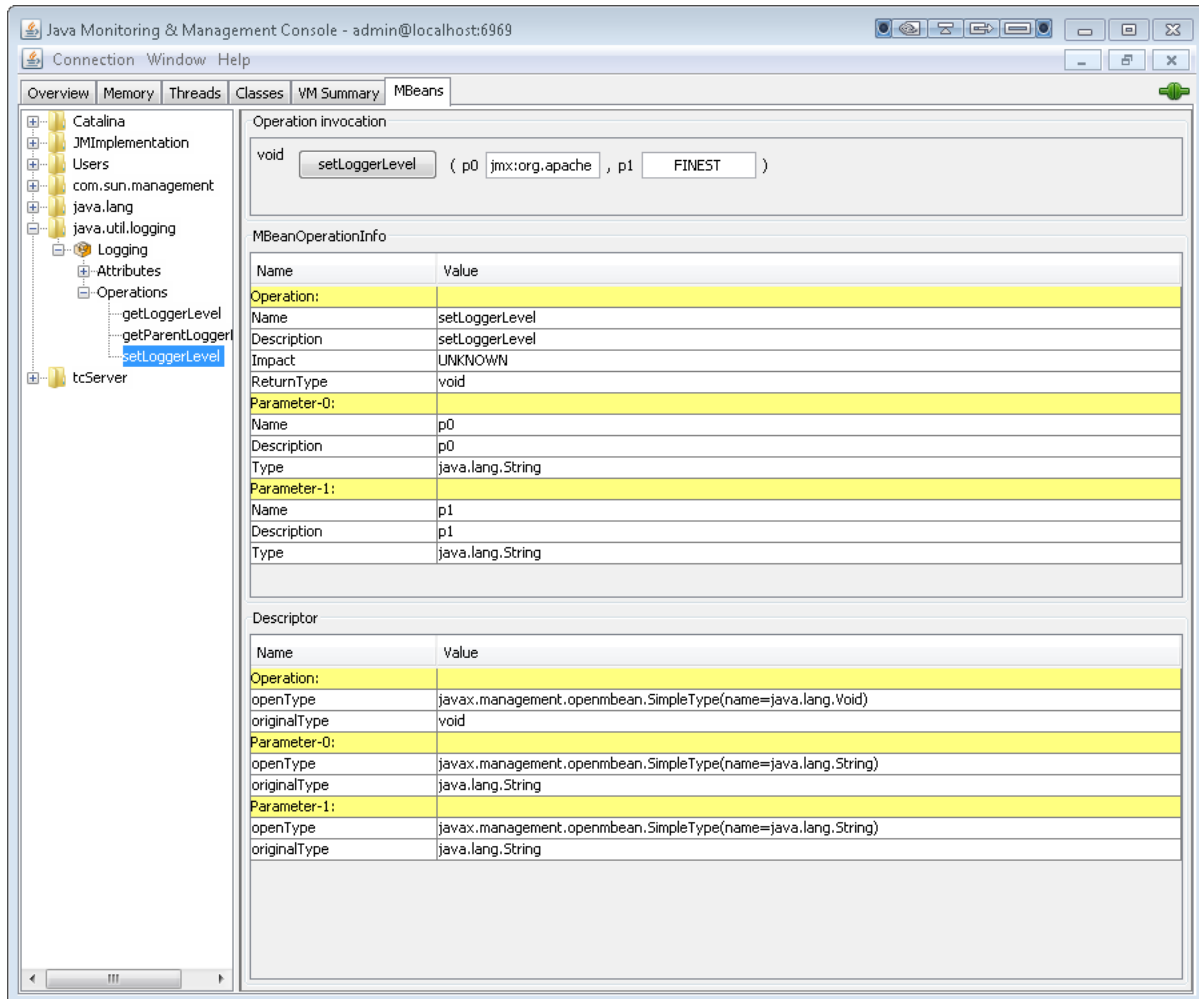 Java Monitoring & Management Console - admin@localhost:6969
Connection Window Help
Overview Memory Threads Classes VM Summary MBeans
Catalina
JMImplementation
Users
com.sun.management
java.lang
java.util.logging
Logging
Attributes
Operations
getLoggerLevel
getParentLoggerl
setLoggerLevel
tcServer
Operation invocation
void setLoggerLevel ( p0 jmx:org.apache , p1 FINEST )
MBeanOperationInfo
Name Value
Operation:
Name setLoggerLevel
Description setLoggerLevel
Impact UNKNOWN
ReturnType void
Parameter-0:
Name p0
Description p0
Type java.lang.String
Parameter-1:
Name p1
Description p1
Type java.lang.String
Descriptor
Name Value
Operation:
openType javax.management.openmbean.SimpleType(name=java.lang.Void)
originalType void
Parameter-0:
openType javax.management.openmbean.SimpleType(name=java.lang.String)
originalType java.lang.String
Parameter-1:
openType javax.management.openmbean.SimpleType(name=java.lang.String)
originalType java.lang.String